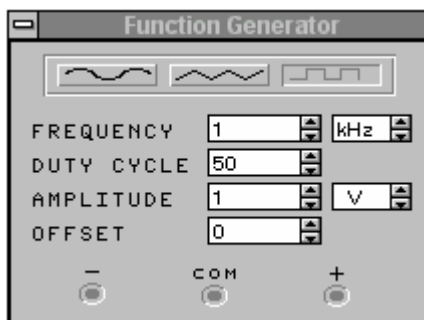 Function Generator
FREQUENCY 1 kHz
DUTY CYCLE 50
AMPLITUDE 1 V
OFFSET 0
− COM +